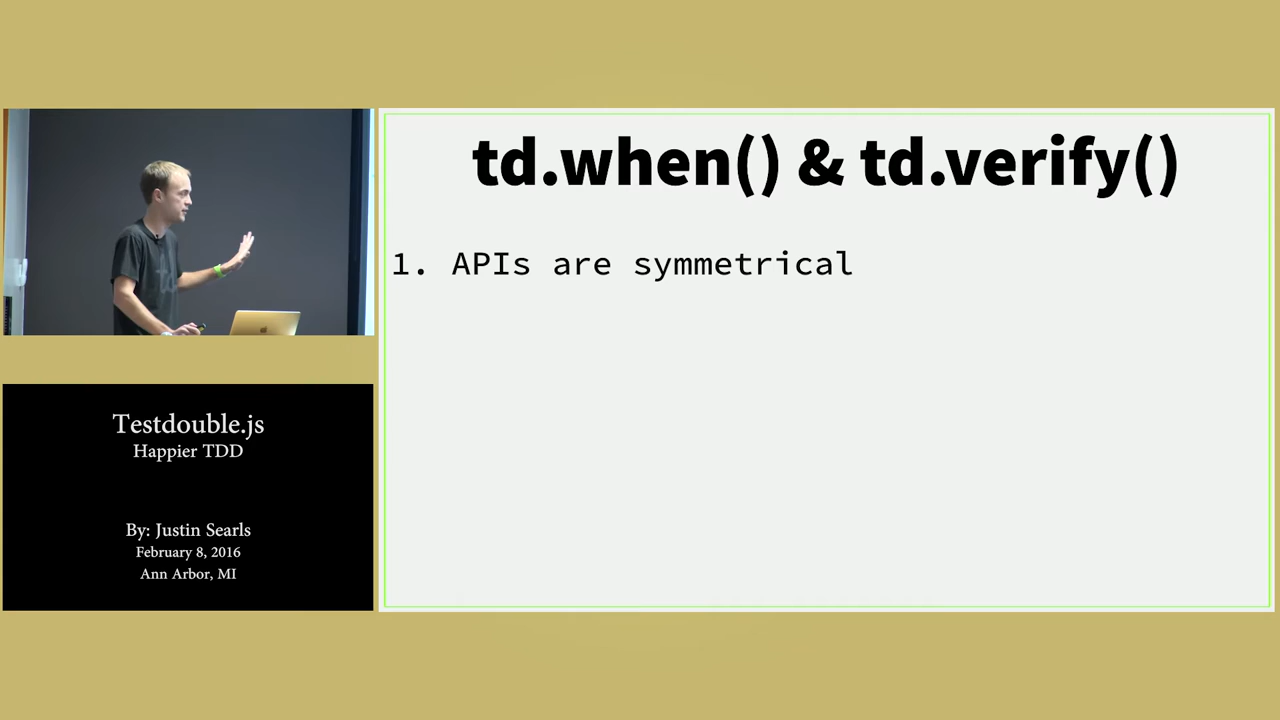 td.when() & td.verify()
1. APIs are symmetrical
Testdouble.js
Happier TDD
By: Justin Searls
February 8, 2016
Ann Arbor, MI